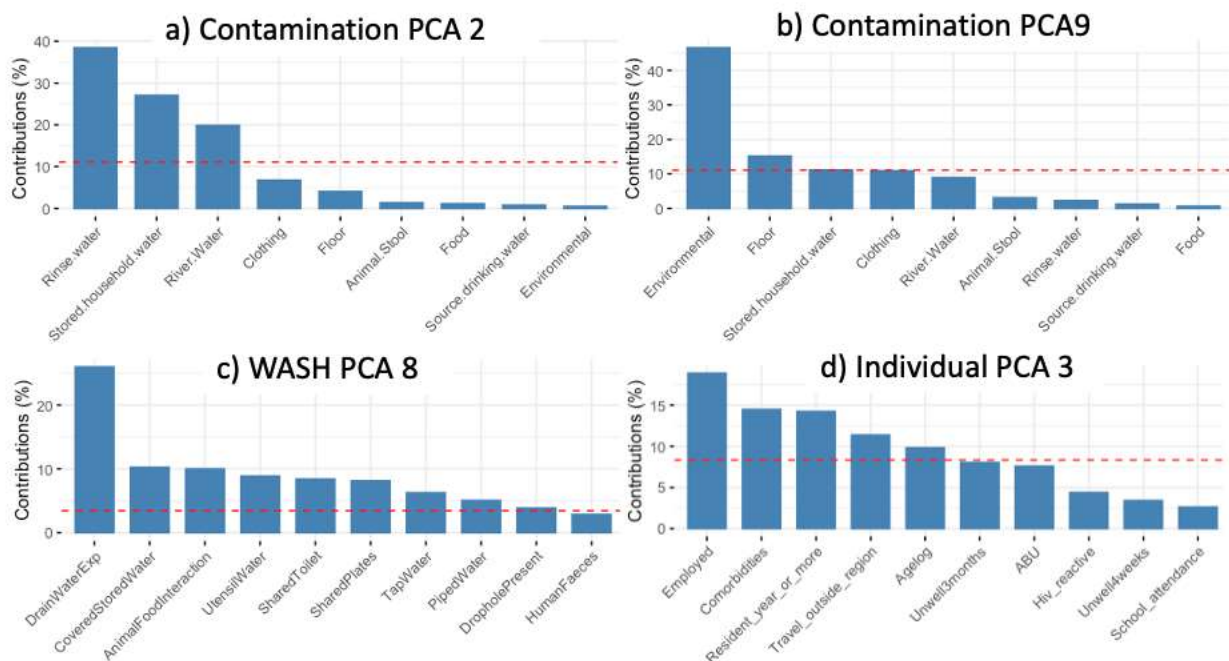 a) Contamination PCA 2
Contributions (%)
40
30
20
10
0
Rinse.water
Stored.household.water
River.Water
Clothing
Floor
Animal.Stool
Food
Source.drinking.water
Environmental
b) Contamination PCA9
Contributions (%)
40
30
20
10
0
Environmental
Floor
Stored.household.water
Clothing
River.Water
Animal.Stool
Rinse.water
Source.drinking.water
Food
c) WASH PCA 8
Contributions (%)
20
10
0
DrainWaterExp
CoveredStoredWater
AnimalFoodInteraction
UtensilWater
SharedToilet
SharedPlates
TapWater
PipedWater
DropholePresent
HumanFaeces
d) Individual PCA 3
Contributions (%)
15
10
5
0
Employed
Comorbidities
Resident_year_or_more
Travel_outside_region
Agelog
Unwell3months
ABU
Hiv_reactive
Unwell4weeks
School_attendance